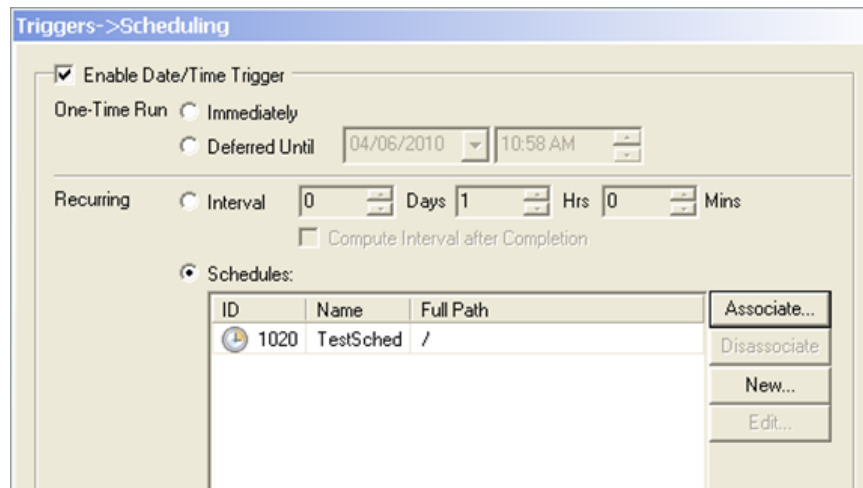 Triggers->Scheduling
Enable Date/Time Trigger
One-Time Run Immediately
Deferred Until 04/06/2010 10:58 AM
Recurring Interval 0 Days 1 Hrs 0 Mins
Compute Interval after Completion
Schedules:
ID Name Full Path Associate...
1020 TestSched / Disassociate
New...
Edit...